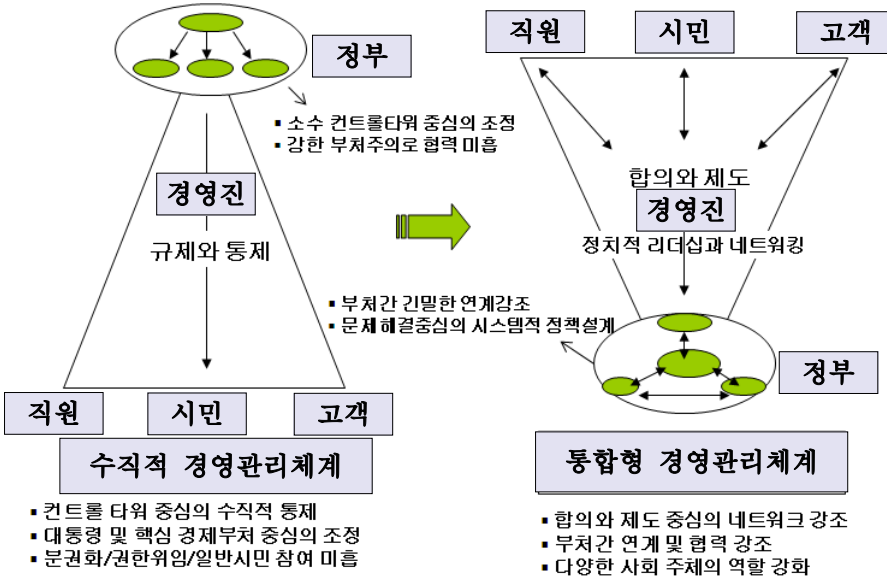 정부
▪ 소수 컨트롤타워 중심의 조정
▪ 강한 부처주의로 협력 미흡
경영진
규제와 통제
직원 시민 고객
수직적 경영관리체계
▪ 컨트롤 타워 중심의 수직적 통제
▪ 대통령 및 핵심 경제부처 중심의 조정
▪ 분권화/권한위임/일반시민 참여 미흡
직원 시민 고객
합의와 제도
경영진
정치적 리더십과 네트워킹
▪ 부처간 긴밀한 연계강조
▪ 문제해결중심의 시스템적 정책설계
정부
통합형 경영관리체계
▪ 합의와 제도 중심의 네트워크 강조
▪ 부처간 연계 및 협력 강조
▪ 다양한 사회 주체의 역할 강화